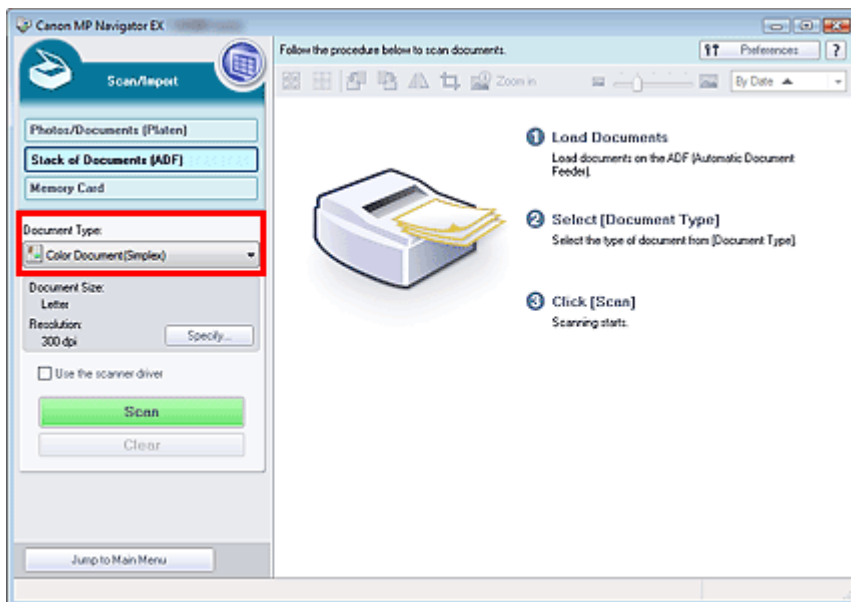 Canon MP Navigator EX
Scan/Import
Photos/Documents (Platen)
Stack of Documents (ADF)
Memory Card
Document Type:
Color Document(Simplex)
Document Size:
Letter
Resolution:
300 dpi
Specify...
Use the scanner driver
Scan
Clear
Jump to Main Menu
Follow the procedure below to scan documents.
Preferences
?
Zoom in
By Date
1 Load Documents
Load documents on the ADF (Automatic Document
Feeder).
2 Select [Document Type]
Select the type of document from [Document Type].
3 Click [Scan]
Scanning starts.